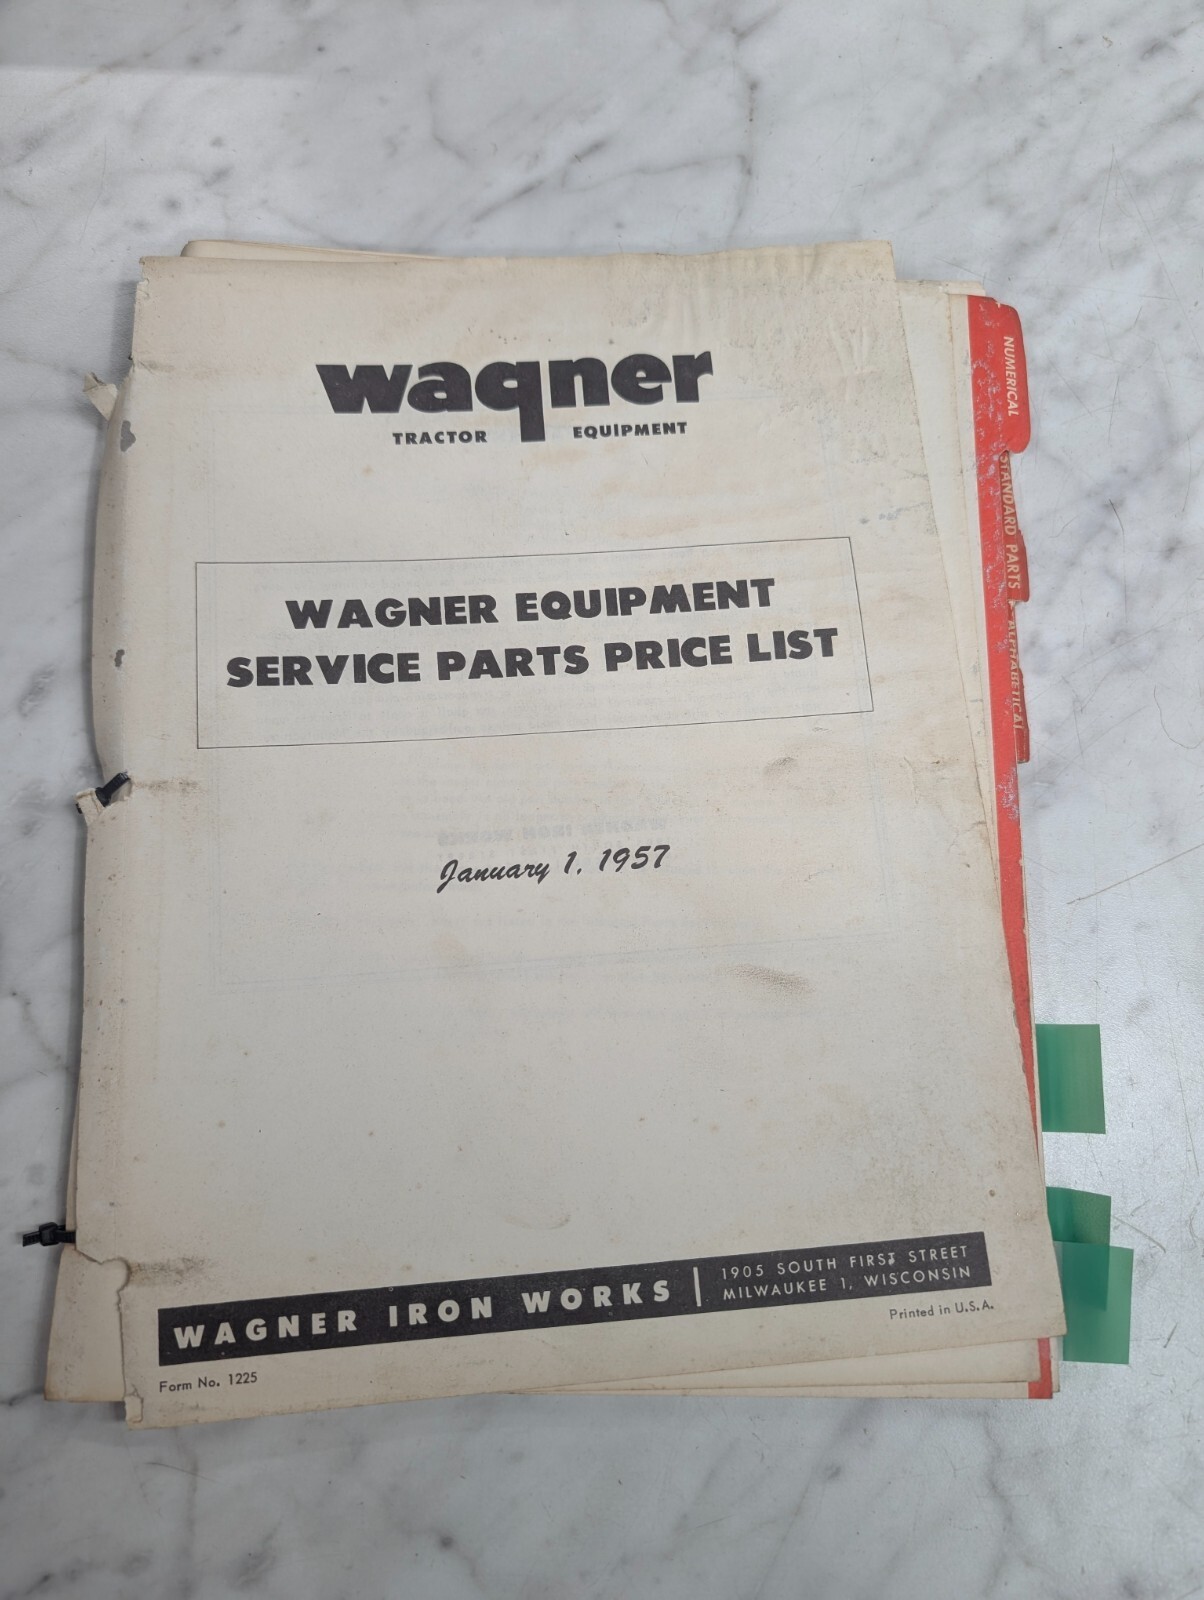 wagner
TRACTOR EQUIPMENT
WAGNER EQUIPMENT
SERVICE PARTS PRICE LIST
January 1, 1957
WAGNER IRON WORKS
1905 SOUTH FIRST STREET
MILWAUKEE 1, WISCONSIN
Printed in U.S.A.
Form No. 1225
NUMERICAL
STANDARD PARTS
ALPHABETICAL